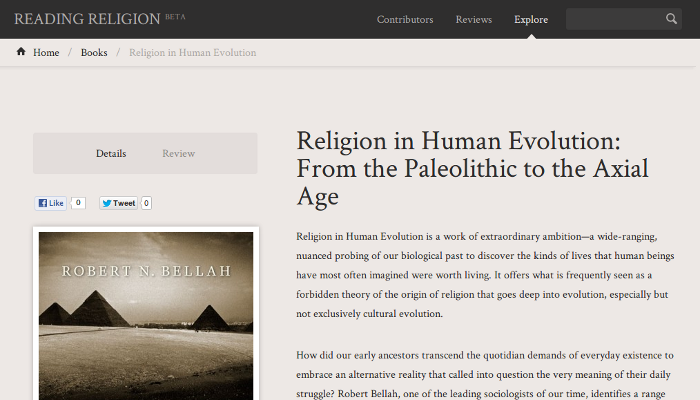 READING RELIGION BETA
Contributors Reviews Explore
Home / Books / Religion in Human Evolution
Details Review
Like 0 Tweet 0
ROBERT N. BELLAH
Religion in Human Evolution:
From the Paleolithic to the Axial
Age
Religion in Human Evolution is a work of extraordinary ambition—a wide-ranging,
nuanced probing of our biological past to discover the kinds of lives that human beings
have most often imagined were worth living. It offers what is frequently seen as a
forbidden theory of the origin of religion that goes deep into evolution, especially but
not exclusively cultural evolution.
How did our early ancestors transcend the quotidian demands of everyday existence to
embrace an alternative reality that called into question the very meaning of their daily
struggle? Robert Bellah, one of the leading sociologists of our time, identifies a range